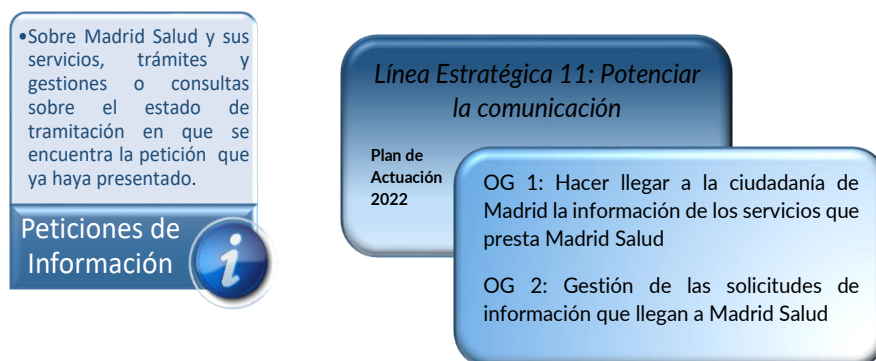 •Sobre Madrid Salud y sus
servicios, trámites y
gestiones o consultas
sobre el estado de
tramitación en que se
encuentra la petición que
ya haya presentado.
Peticiones de
Información
i
Línea Estratégica 11: Potenciar
la comunicación
Plan de
Actuación
2022
OG 1: Hacer llegar a la ciudadanía de
Madrid la información de los servicios que
presta Madrid Salud
OG 2: Gestión de las solicitudes de
información que llegan a Madrid Salud